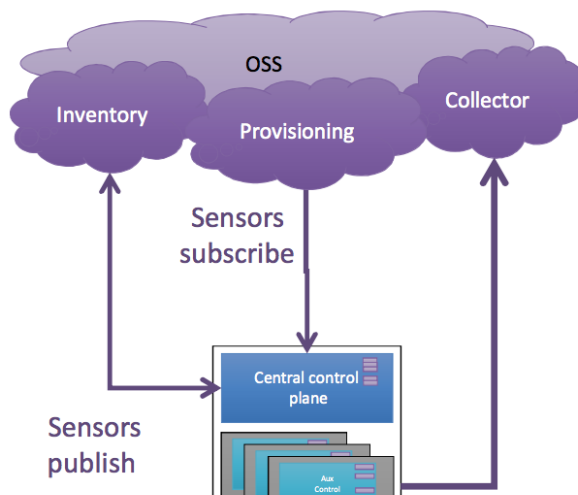 OSS
Inventory
Provisioning
Collector
Sensors
subscribe
Central control
plane
Sensors
publish
Aux
Control